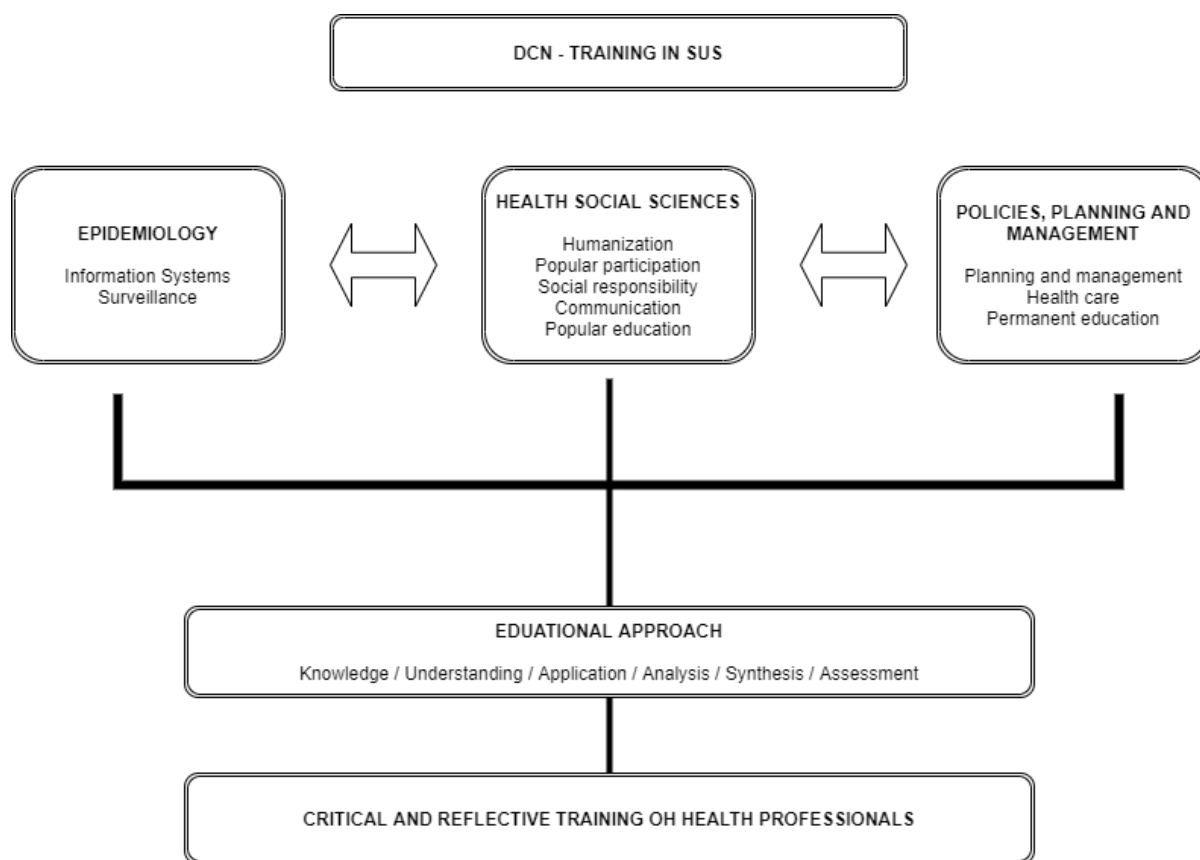 DCN - TRAINING IN SUS
EPIDEMIOLOGY
Information Systems
Surveillance
HEALTH SOCIAL SCIENCES
Humanization
Popular participation
Social responsibility
Communication
Popular education
POLICIES, PLANNING AND
MANAGEMENT
Planning and management
Health care
Permanent education
EDUATIONAL APPROACH
Knowledge / Understanding / Application / Analysis / Synthesis / Assessment
CRITICAL AND REFLECTIVE TRAINING OH HEALTH PROFESSIONALS